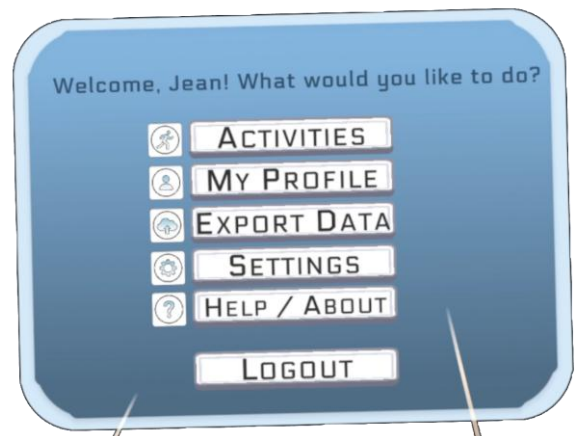 Welcome, Jean! What would you like to do?
ACTIVITIES
MY PROFILE
EXPORT DATA
SETTINGS
?
HELP / ABOUT
LOGOUT